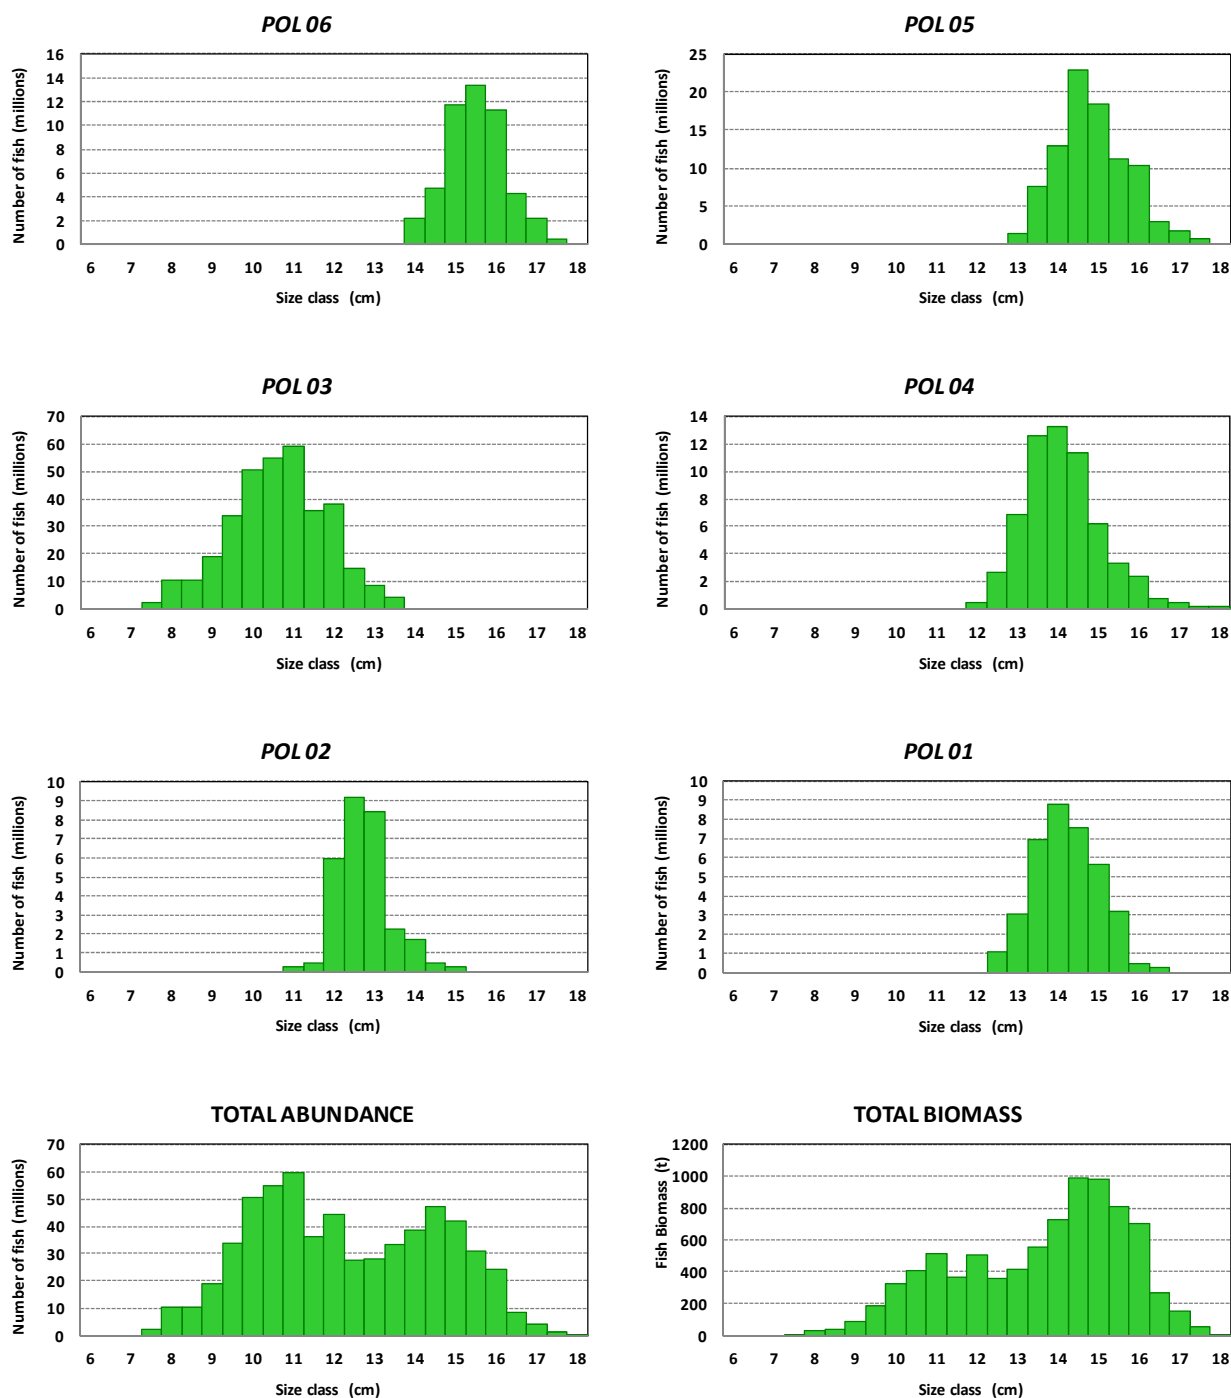 POL 06
Number of fish (millions)
16
14
12
10
8
6
4
2
0
6 7 8 9 10 11 12 13 14 15 16 17 18
Size class (cm)
POL 05
Number of fish (millions)
25
20
15
10
5
0
6 7 8 9 10 11 12 13 14 15 16 17 18
Size class (cm)
POL 03
Number of fish (millions)
70
60
50
40
30
20
10
0
6 7 8 9 10 11 12 13 14 15 16 17 18
Size class (cm)
POL 04
Number of fish (millions)
14
12
10
8
6
4
2
0
6 7 8 9 10 11 12 13 14 15 16 17 18
Size class (cm)
POL 02
Number of fish (millions)
10
9
8
7
6
5
4
3
2
1
0
6 7 8 9 10 11 12 13 14 15 16 17 18
Size class (cm)
POL 01
Number of fish (millions)
10
9
8
7
6
5
4
3
2
1
0
6 7 8 9 10 11 12 13 14 15 16 17 18
Size class (cm)
TOTAL ABUNDANCE
Number of fish (millions)
70
60
50
40
30
20
10
0
6 7 8 9 10 11 12 13 14 15 16 17 18
Size class (cm)
TOTAL BIOMASS
Fish Biomass (t)
1200
1000
800
600
400
200
0
6 7 8 9 10 11 12 13 14 15 16 17 18
Size class (cm)